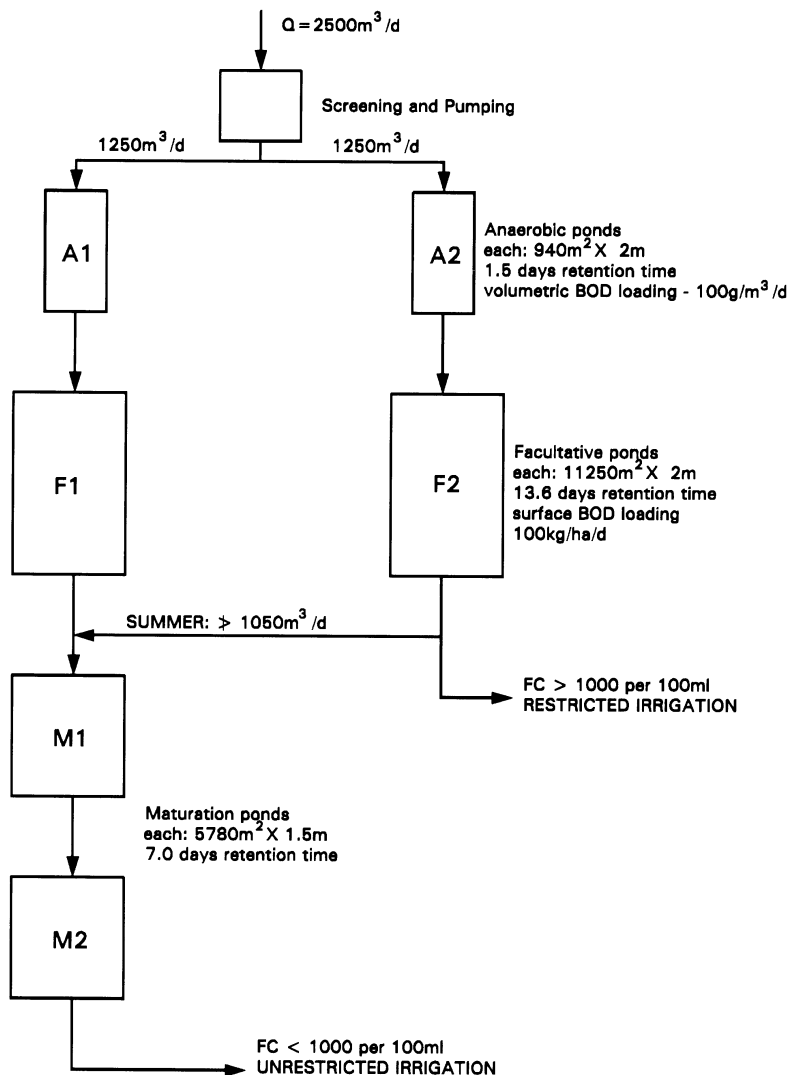 Q=2500m³/d
Screening and Pumping
1250m³/d
1250m³/d
A1
A2
Anaerobic ponds
each: 940m² X 2m
1.5 days retention time
volumetric BOD loading - 100g/m³/d
F1
F2
Facultative ponds
each: 11250m² X 2m
13.6 days retention time
surface BOD loading
100kg/ha/d
SUMMER: ≯ 1050m³/d
FC > 1000 per 100ml
RESTRICTED IRRIGATION
M1
Maturation ponds
each: 5780m² X 1.5m
7.0 days retention time
M2
FC < 1000 per 100ml
UNRESTRICTED IRRIGATION